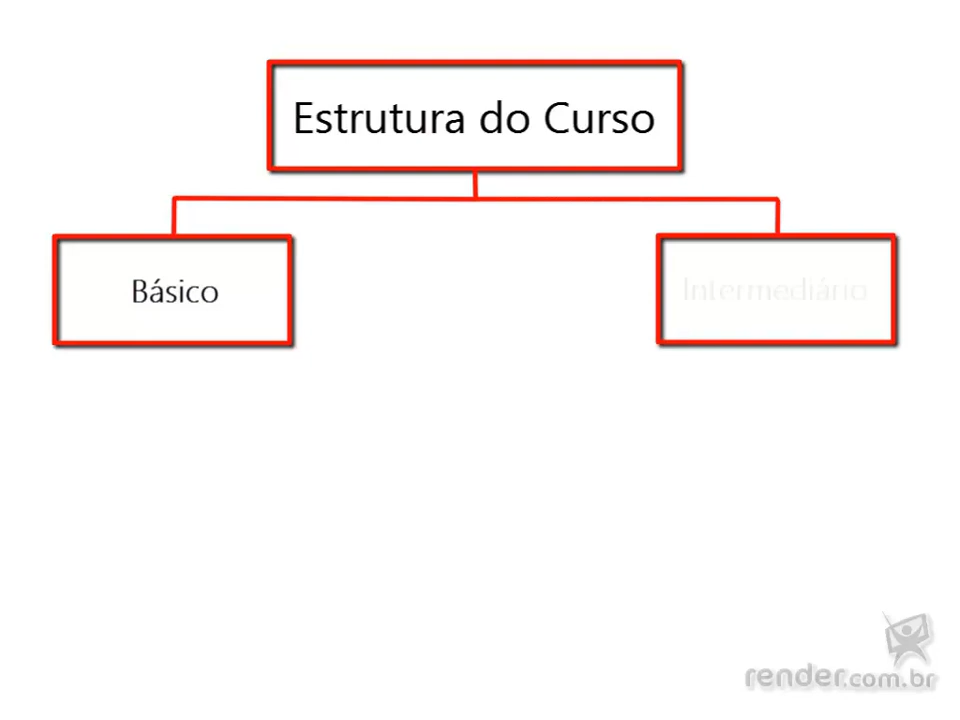 Estrutura do Curso
Básico
Intermediário
render.com.br